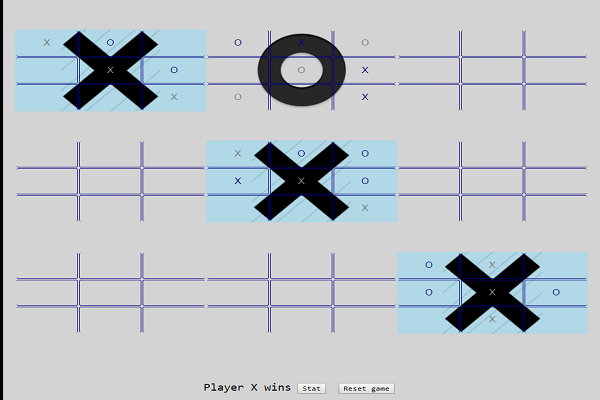 X O O X O
X O O X
X O X
X O O
X X O
X
O X
O X O
X
Player X wins Stat Reset game